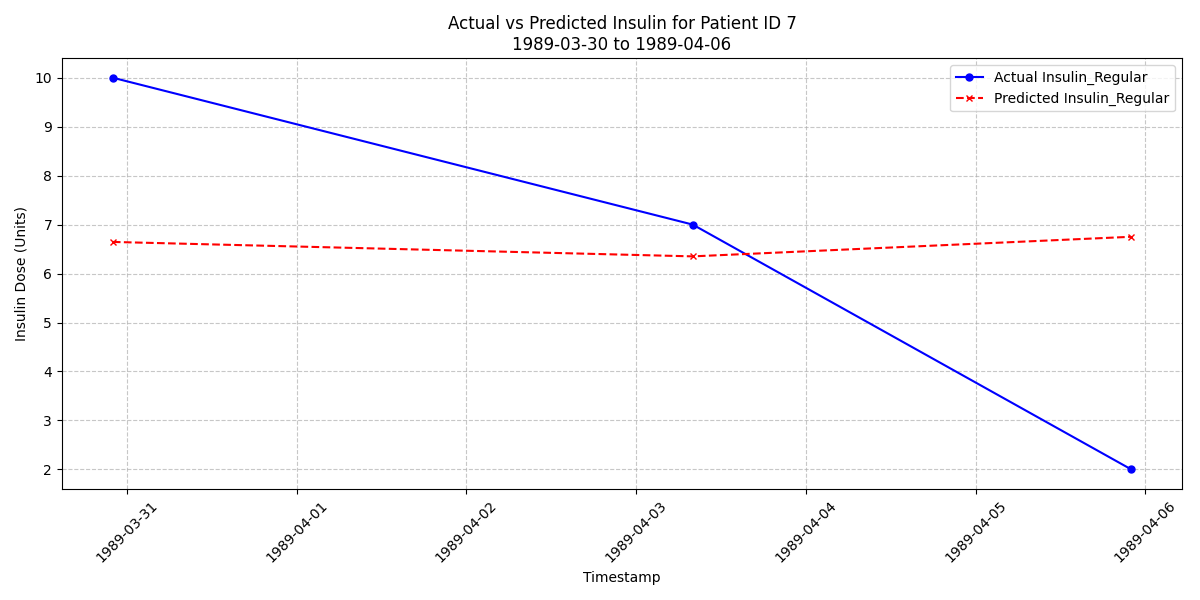 Actual vs Predicted Insulin for Patient ID 7
1989-03-30 to 1989-04-06
Actual Insulin_Regular
Predicted Insulin_Regular
Insulin Dose (Units)
10
9
8
7
6
5
4
3
2
1989-03-31
1989-04-01
1989-04-02
1989-04-03
1989-04-04
1989-04-05
1989-04-06
Timestamp